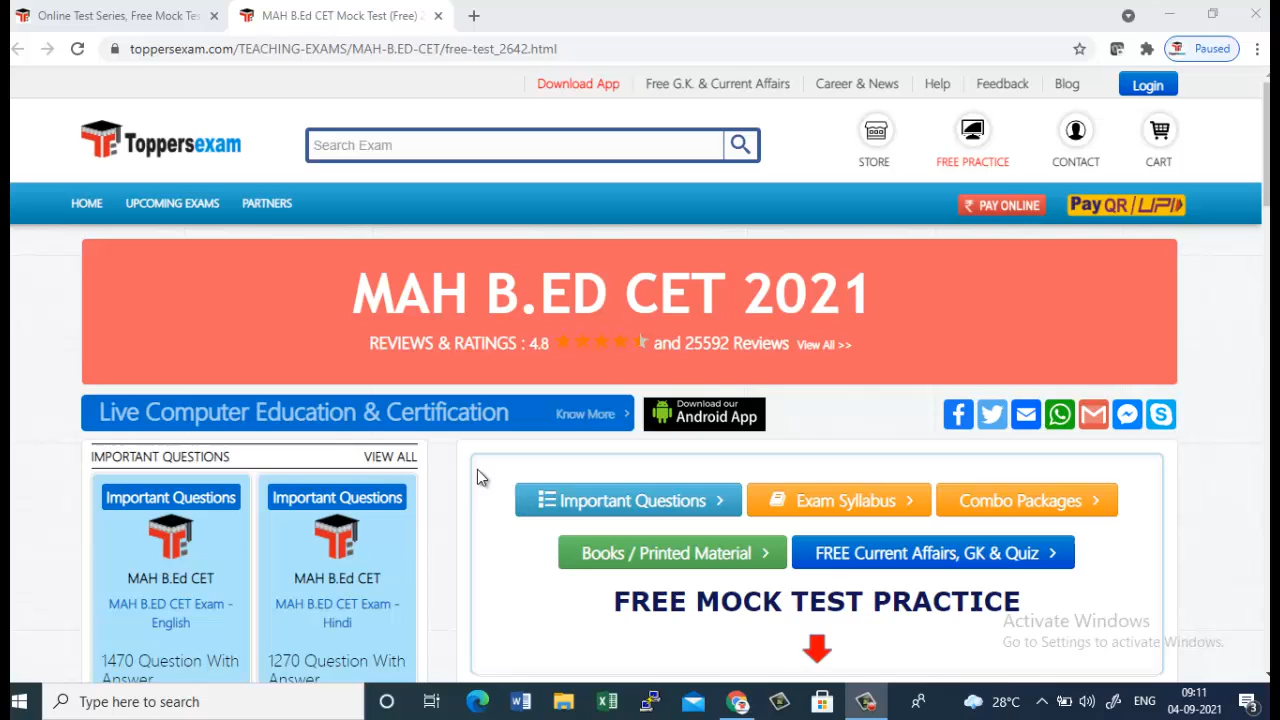 Online Test Series, Free Mock Tes
MAH B.Ed CET Mock Test (Free) 2
toppersexam.com/TEACHING-EXAMS/MAH-B.ED-CET/free-test_2642.html
Paused
Download App
Free G.K. & Current Affairs
Career & News
Help
Feedback
Blog
Login
Toppersexam
Search Exam
STORE
FREE PRACTICE
CONTACT
CART
HOME
UPCOMING EXAMS
PARTNERS
₹ PAY ONLINE
Pay QR/UPI
MAH B.ED CET 2021
REVIEWS & RATINGS : 4.8 and 25592 Reviews View All >>
Live Computer Education & Certification
Know More >
Download our
Android App
IMPORTANT QUESTIONS
VIEW ALL
Important Questions
MAH B.Ed CET
MAH B.ED CET Exam -
English
1470 Question With
Answer
Important Questions
MAH B.Ed CET
MAH B.ED CET Exam -
Hindi
1270 Question With
Answer
Important Questions >
Exam Syllabus >
Combo Packages >
Books / Printed Material >
FREE Current Affairs, GK & Quiz >
FREE MOCK TEST PRACTICE
Activate Windows
Go to Settings to activate Windows.
Type here to search
28°C
ENG
09:11
04-09-2021
3